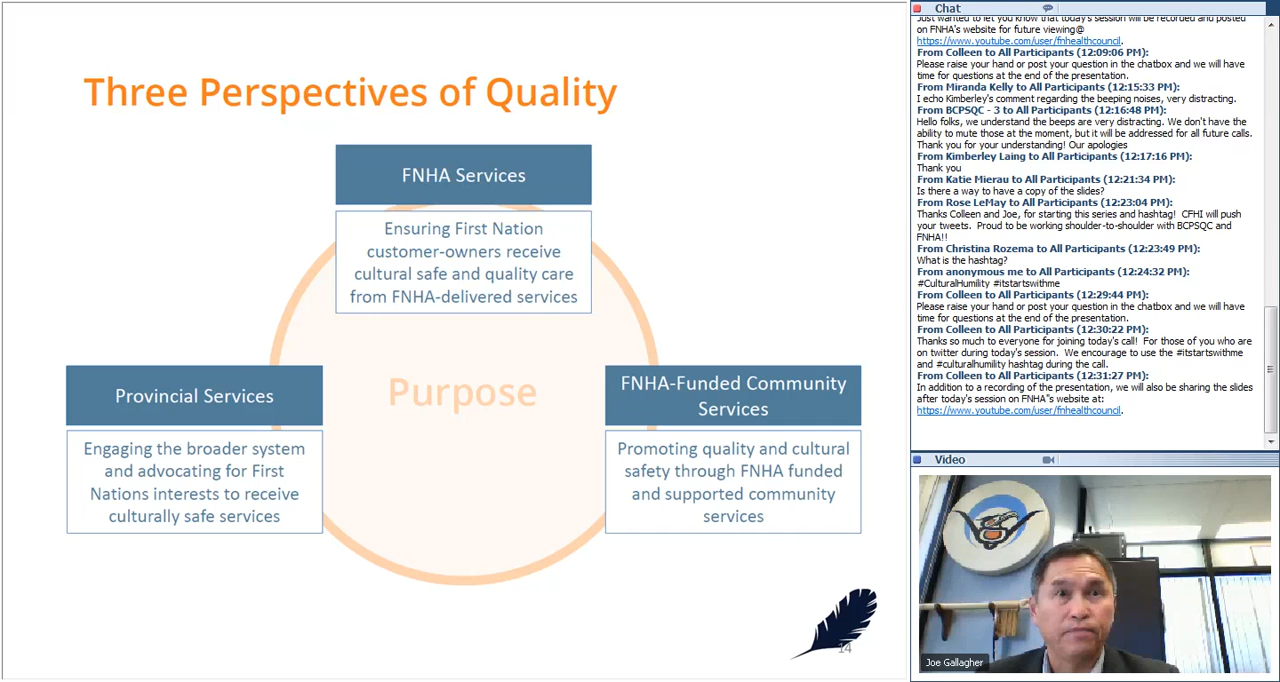 Three Perspectives of Quality
FNHA Services
Ensuring First Nation
customer-owners receive
cultural safe and quality care
from FNHA-delivered services
Purpose
Provincial Services
Engaging the broader system
and advocating for First
Nations interests to receive
culturally safe services
FNHA-Funded Community
Services
Promoting quality and cultural
safety through FNHA funded
and supported community
services
14
Chat
Just wanted to let you know that today's session will be recorded and posted
on FNHA's website for future viewing@
https://www.youtube.com/user/fnhealthcouncil.
From Colleen to All Participants (12:09:06 PM):
Please raise your hand or post your question in the chatbox and we will have
time for questions at the end of the presentation.
From Miranda Kelly to All Participants (12:15:33 PM):
I echo Kimberley's comment regarding the beeping noises, very distracting.
From BCPSQC - 3 to All Participants (12:16:48 PM):
Hello folks, we understand the beeps are very distracting. We don't have the
ability to mute those at the moment, but it will be addressed for all future calls.
Thank you for your understanding! Our apologies
From Kimberley Laing to All Participants (12:17:16 PM):
Thank you
From Katie Mierau to All Participants (12:21:34 PM):
Is there a way to have a copy of the slides?
From Rose LeMay to All Participants (12:23:04 PM):
Thanks Colleen and Joe, for starting this series and hashtag! CFHI will push
your tweets. Proud to be working shoulder-to-shoulder with BCPSQC and
FNHA!!
From Christina Rozema to All Participants (12:23:49 PM):
What is the hashtag?
From anonymous me to All Participants (12:24:32 PM):
#CulturalHumility #itstartswithme
From Colleen to All Participants (12:29:44 PM):
Please raise your hand or post your question in the chatbox and we will have
time for questions at the end of the presentation.
From Colleen to All Participants (12:30:22 PM):
Thanks so much to everyone for joining today's call! For those of you who are
on twitter during today's session. We encourage to use the #itstartswithme
and #culturalhumility hashtag during the call.
From Colleen to All Participants (12:31:27 PM):
In addition to a recording of the presentation, we will also be sharing the slides
after today's session on FNHA"s website at:
https://www.youtube.com/user/fnhealthcouncil.
Video
Joe Gallagher